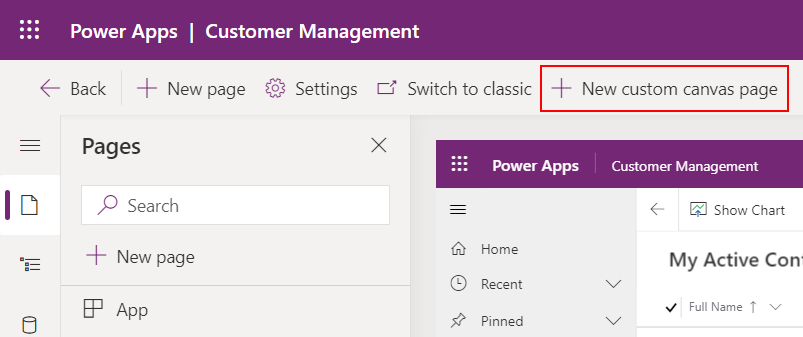 Power Apps | Customer Management
Back New page Settings Switch to classic New custom canvas page
Pages
Search
New page
App
Power Apps Customer Management
Show Chart
Home
Recent
Pinned
My Active Cont
Full Name